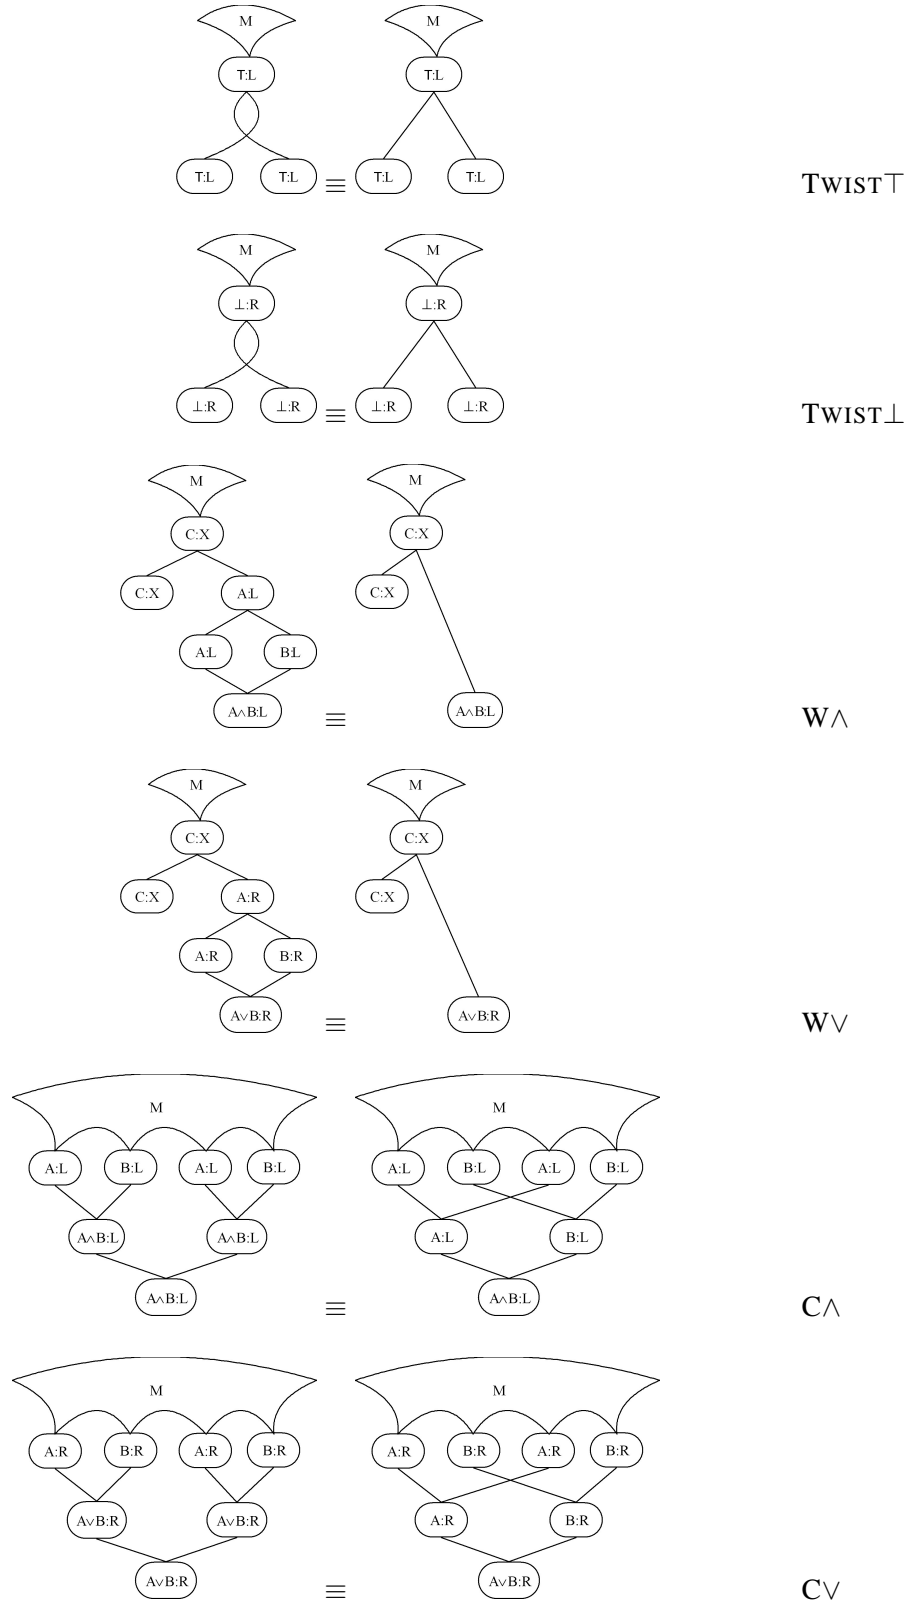 M M
T:L T:L
T:L T:L ≡ T:L T:L TWIST⊤
M M
⊥:R ⊥:R
⊥:R ⊥:R ≡ ⊥:R ⊥:R TWIST⊥
M M
C:X C:X
C:X A:L C:X
A:L B:L
A∧B:L ≡ A∧B:L W∧
M M
C:X C:X
C:X A:R C:X
A:R B:R
A∨B:R ≡ A∨B:R W∨
M M
A:L B:L A:L B:L A:L B:L A:L B:L
A∧B:L A∧B:L A:L B:L
A∧B:L ≡ A∧B:L C∧
M M
A:R B:R A:R B:R A:R B:R A:R B:R
A∨B:R A∨B:R A:R B:R
A∨B:R ≡ A∨B:R C∨